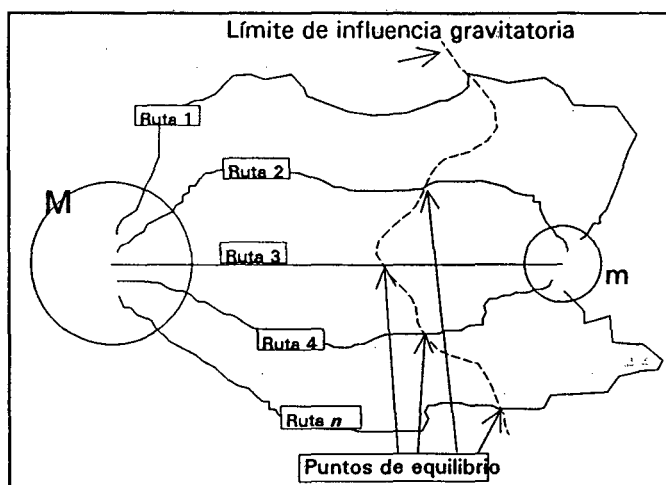 Límite de influencia gravitatoria
Ruta 1
Ruta 2
M
Ruta 3
m
Ruta 4
Ruta n
Puntos de equilibrio